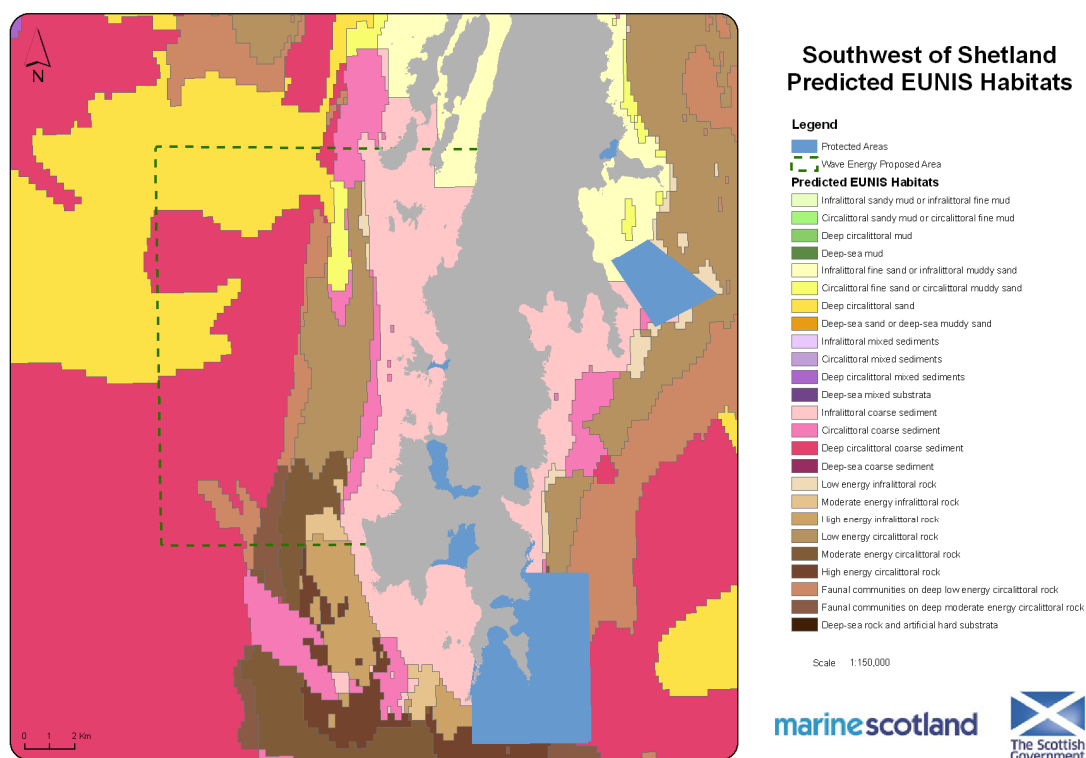 Southwest of Shetland
Predicted EUNIS Habitats
Legend
Protected Areas
Wave Energy Proposed Area
Predicted EUNIS Habitats
Infralittoral sandy mud or infralittoral fine mud
Circalittoral sandy mud or circalittoral fine mud
Deep circalittoral mud
Deep-sea mud
Infralittoral fine sand or infralittoral muddy sand
Circalittoral fine sand or circalittoral muddy sand
Deep circalittoral sand
Deep-sea sand or deep-sea muddy sand
Infralittoral mixed sediments
Circalittoral mixed sediments
Deep circalittoral mixed sediments
Deep-sea mixed substrata
Infralittoral coarse sediment
Circalittoral coarse sediment
Deep circalittoral coarse sediment
Deep-sea coarse sediment
Low energy infralittoral rock
Moderate energy infralittoral rock
High energy infralittoral rock
Low energy circalittoral rock
Moderate energy circalittoral rock
High energy circalittoral rock
Faunal communities on deep low energy circalittoral rock
Faunal communities on deep moderate energy circalittoral rock
Deep-sea rock and artificial hard substrata
Scale 1:150,000
marinescotland
The Scottish
Government
N
0 1 2 Km